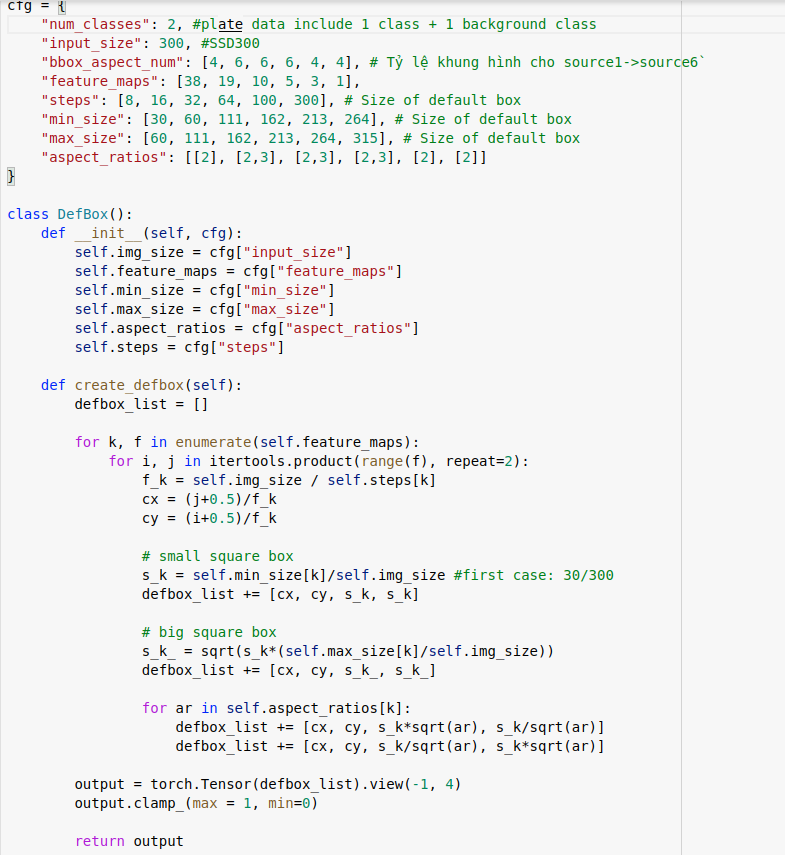 cfg = {
    "num_classes": 2, #plate data include 1 class + 1 background class
    "input_size": 300, #SSD300
    "bbox_aspect_num": [4, 6, 6, 6, 4, 4], # Tỷ lệ khung hình cho source1->source6`
    "feature_maps": [38, 19, 10, 5, 3, 1],
    "steps": [8, 16, 32, 64, 100, 300], # Size of default box
    "min_size": [30, 60, 111, 162, 213, 264], # Size of default box
    "max_size": [60, 111, 162, 213, 264, 315], # Size of default box
    "aspect_ratios": [[2], [2,3], [2,3], [2,3], [2], [2]]
}

class DefBox():
    def __init__(self, cfg):
        self.img_size = cfg["input_size"]
        self.feature_maps = cfg["feature_maps"]
        self.min_size = cfg["min_size"]
        self.max_size = cfg["max_size"]
        self.aspect_ratios = cfg["aspect_ratios"]
        self.steps = cfg["steps"]

    def create_defbox(self):
        defbox_list = []

        for k, f in enumerate(self.feature_maps):
            for i, j in itertools.product(range(f), repeat=2):
                f_k = self.img_size / self.steps[k]
                cx = (j+0.5)/f_k
                cy = (i+0.5)/f_k

                # small square box
                s_k = self.min_size[k]/self.img_size #first case: 30/300
                defbox_list += [cx, cy, s_k, s_k]

                # big square box
                s_k_ = sqrt(s_k*(self.max_size[k]/self.img_size))
                defbox_list += [cx, cy, s_k_, s_k_]

                for ar in self.aspect_ratios[k]:
                    defbox_list += [cx, cy, s_k*sqrt(ar), s_k/sqrt(ar)]
                    defbox_list += [cx, cy, s_k/sqrt(ar), s_k*sqrt(ar)]

        output = torch.Tensor(defbox_list).view(-1, 4)
        output.clamp_(max = 1, min=0)

        return output